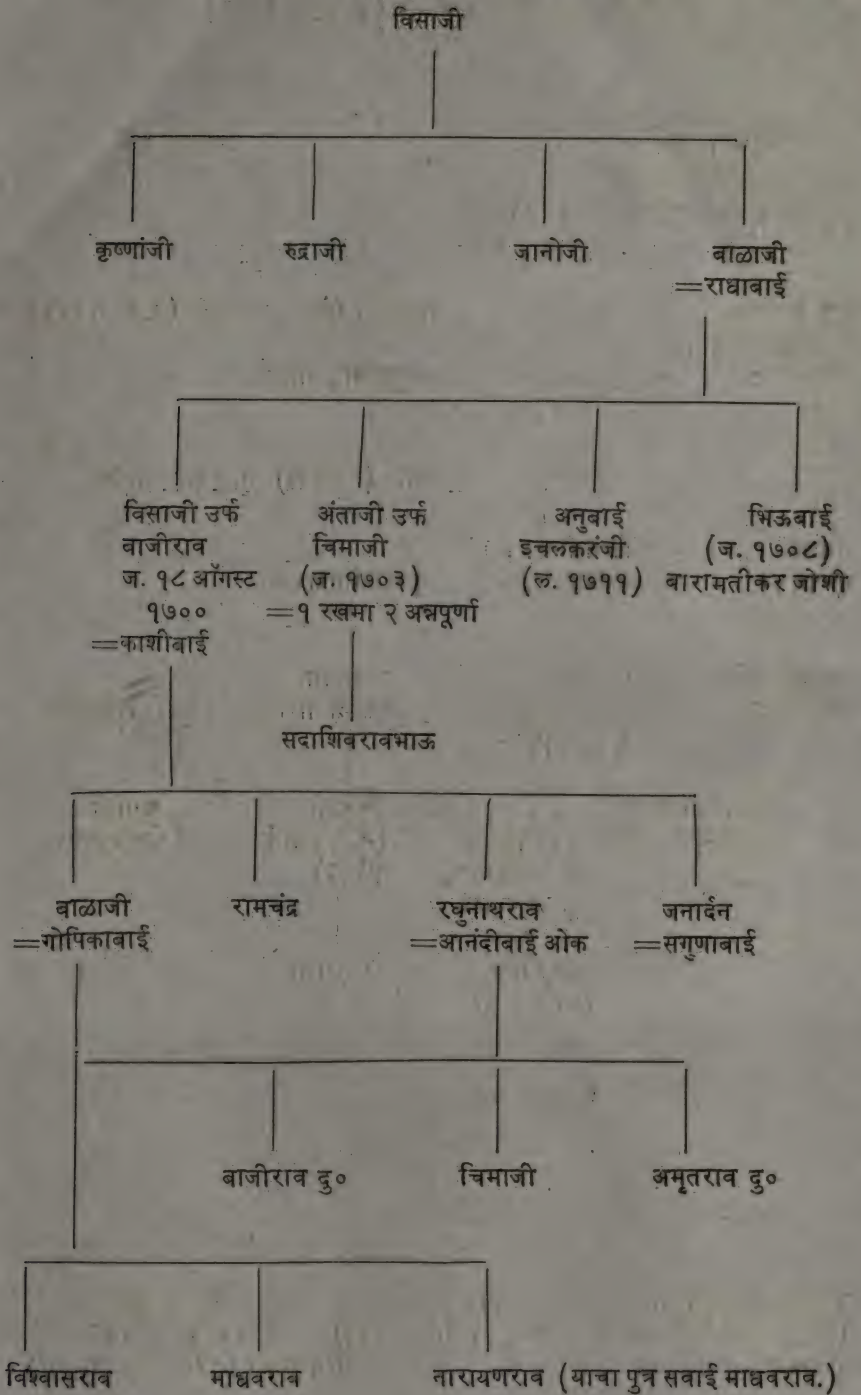 विसाजी
कृष्णांजी रुद्राजी जानोजी बाळाजी
=राधाबाई
विसाजी उर्फ अंताजी उर्फ अनुबाई भिऊबाई
बाजीराव चिमाजी इचलकरंजी (ज. १७०८)
ज. १८ ऑगस्ट (ज. १७०३) (ल. १७११) बारामतीकर जोशी
१७०० =१ रखमा २ अन्नपूर्णा
=काशीबाई
सदाशिवरावभाऊ
बाळाजी रामचंद्र रघुनाथराव जनार्दन
=गोपिकाबाई =आनंदीबाई ओक =सगुणाबाई
बाजीराव दु० चिमाजी अमृतराव दु०
विश्वासराव माधवराव नारायणराव (याचा पुत्र सवाई माधवराव.)